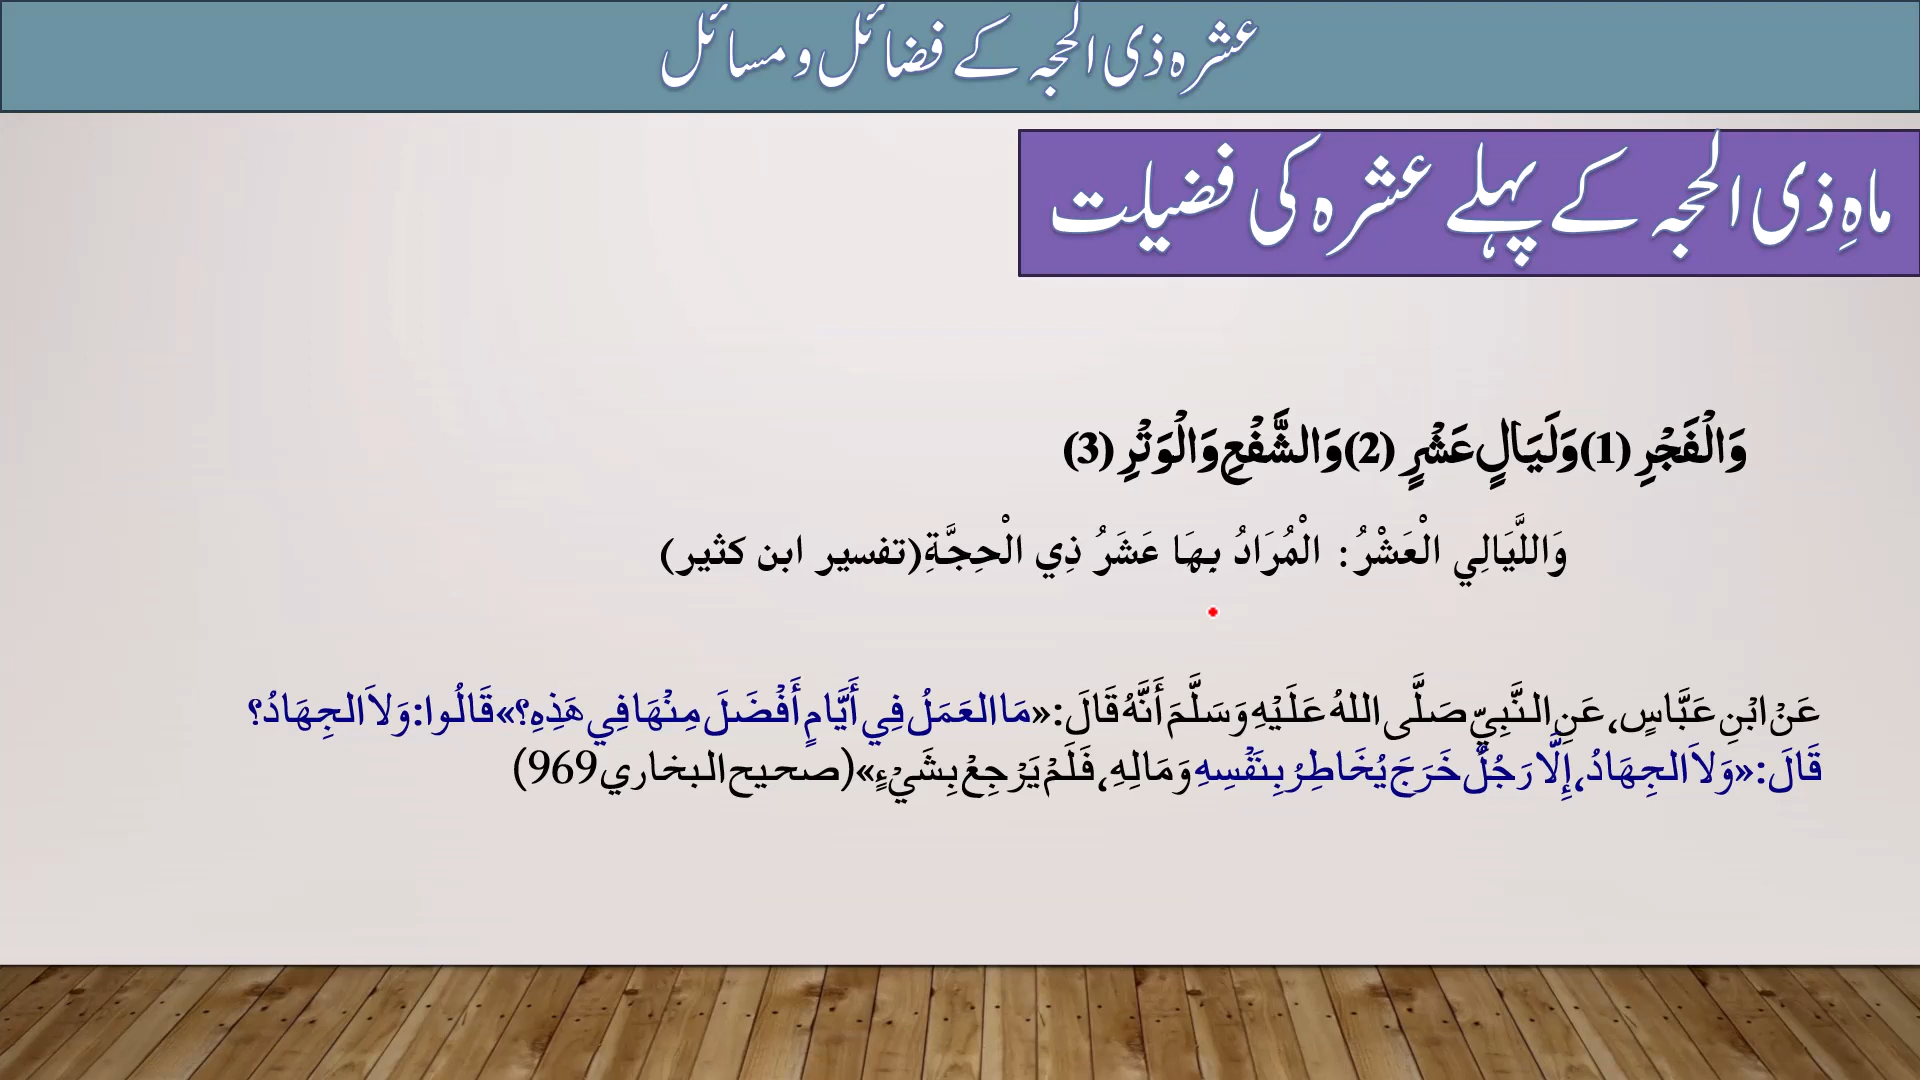 عشرہ ذی الحجہ کے فضائل و مسائل
ماہِ ذی الحجہ کے پہلے عشرہ کی فضیلت
وَالْفَجْرِ (1) وَلَيَالٍ عَشْرٍ (2) وَالشَّفْعِ وَالْوَتْرِ (3)
وَاللَّيَالِي الْعَشْرُ: الْمُرَادُ بِهَا عَشَرُ ذِي الْحِجَّةِ(تفسير ابن كثير)
عَنْ ابْنِ عَبَّاسٍ، عَنِ النَّبِيِّ صَلَّى اللهُ عَلَيْهِ وَسَلَّمَ أَنَّهُ قَالَ: «مَا العَمَلُ فِي أَيَّامٍ أَفْضَلَ مِنْهَا فِي هَذِهِ؟» قَالُوا: وَلاَ الجِهَادُ؟
قَالَ: «وَلاَ الجِهَادُ، إِلَّا رَجُلٌ خَرَجَ يُخَاطِرُ بِنَفْسِهِ وَمَالِهِ، فَلَمْ يَرْجِعْ بِشَيْءٍ» (صحيح البخاري 969)